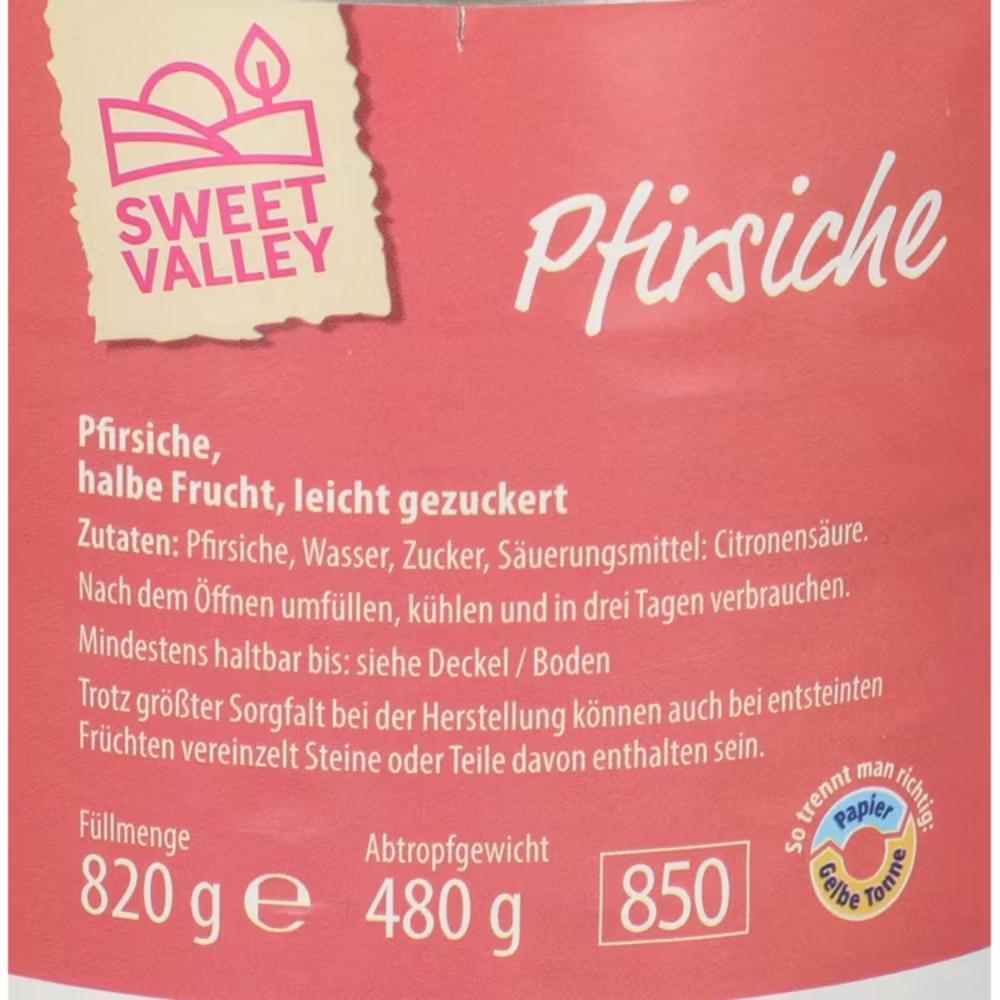 SWEET
VALLEY
Pfirsiche
Pfirsiche,
halbe Frucht, leicht gezuckert
Zutaten: Pfirsiche, Wasser, Zucker, Säuerungsmittel: Citronensäure.
Nach dem Öffnen umfüllen, kühlen und in drei Tagen verbrauchen.
Mindestens haltbar bis: siehe Deckel / Boden
Trotz größter Sorgfalt bei der Herstellung können auch bei entsteinten
Früchten vereinzelt Steine oder Teile davon enthalten sein.
So trennt man richtig:
Papier
Gelbe Tonne
Füllmenge
820 g ℮
Abtropfgewicht
480 g
850